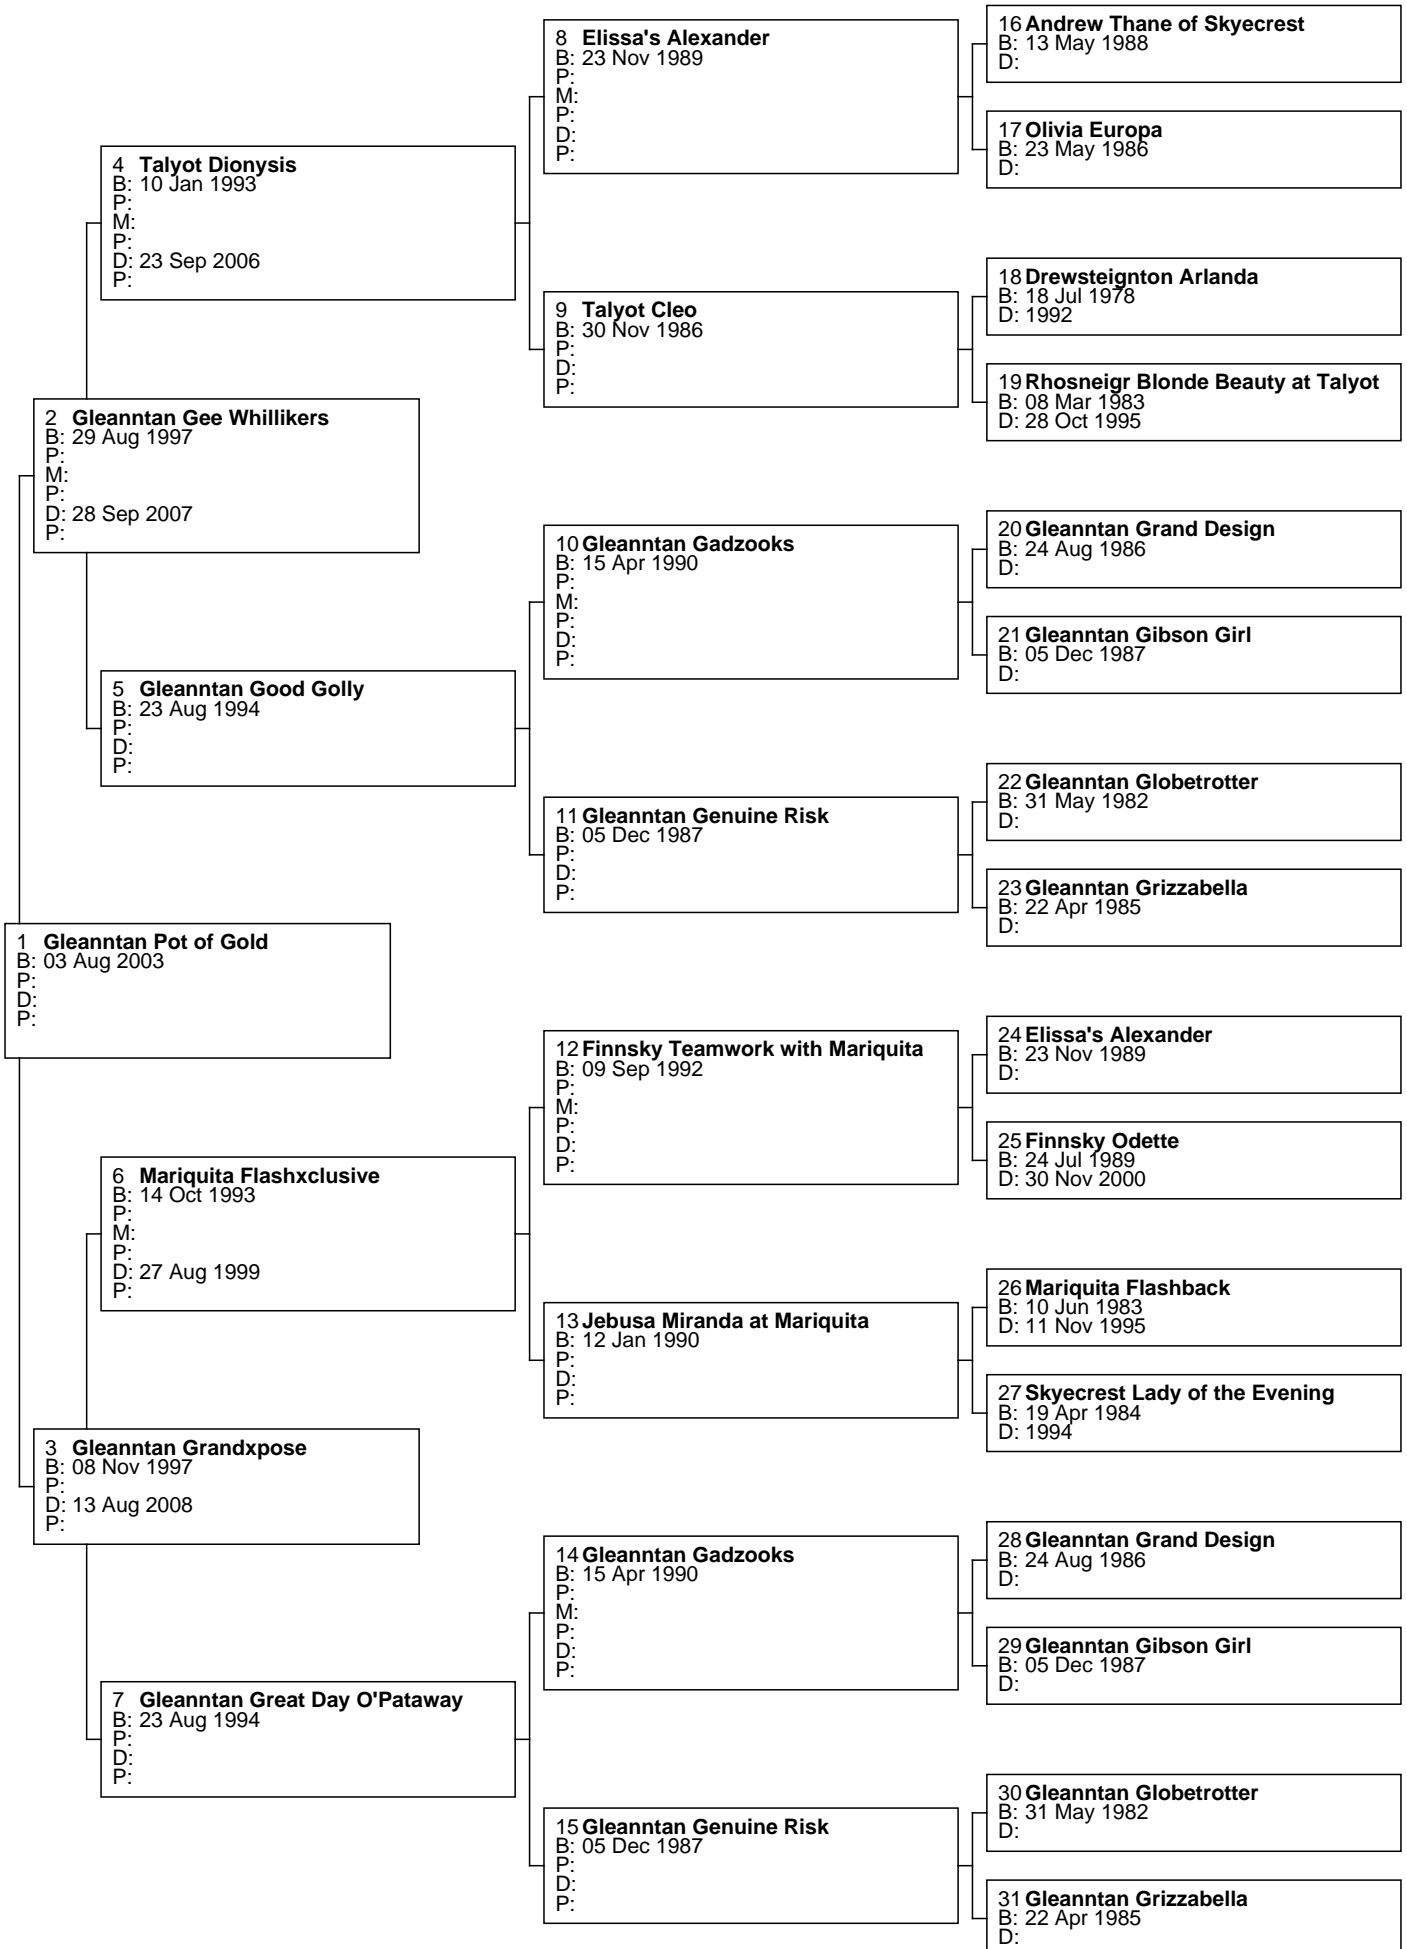 8 Elissa's Alexander
B: 23 Nov 1989
P:
M:
P:
D:
P:
16 Andrew Thane of Skyecrest
B: 13 May 1988
D:
17 Olivia Europa
B: 23 May 1986
D:
4 Talyot Dionysis
B: 10 Jan 1993
P:
M:
P:
D: 23 Sep 2006
P:
9 Talyot Cleo
B: 30 Nov 1986
P:
D:
P:
18 Drewsteignton Arlanda
B: 18 Jul 1978
D: 1992
19 Rhosneigr Blonde Beauty at Talyot
B: 08 Mar 1983
D: 28 Oct 1995
2 Gleanntan Gee Whillikers
B: 29 Aug 1997
P:
M:
P:
D: 28 Sep 2007
P:
10 Gleanntan Gadzooks
B: 15 Apr 1990
P:
M:
P:
D:
P:
20 Gleanntan Grand Design
B: 24 Aug 1986
D:
21 Gleanntan Gibson Girl
B: 05 Dec 1987
D:
5 Gleanntan Good Golly
B: 23 Aug 1994
P:
D:
P:
11 Gleanntan Genuine Risk
B: 05 Dec 1987
P:
D:
P:
22 Gleanntan Globetrotter
B: 31 May 1982
D:
23 Gleanntan Grizzabella
B: 22 Apr 1985
D:
1 Gleanntan Pot of Gold
B: 03 Aug 2003
P:
D:
P:
12 Finnsky Teamwork with Mariquita
B: 09 Sep 1992
P:
M:
P:
D:
P:
24 Elissa's Alexander
B: 23 Nov 1989
D:
25 Finnsky Odette
B: 24 Jul 1989
D: 30 Nov 2000
6 Mariquita Flashxclusive
B: 14 Oct 1993
P:
M:
P:
D: 27 Aug 1999
P:
13 Jebusa Miranda at Mariquita
B: 12 Jan 1990
P:
D:
P:
26 Mariquita Flashback
B: 10 Jun 1983
D: 11 Nov 1995
27 Skyecrest Lady of the Evening
B: 19 Apr 1984
D: 1994
3 Gleanntan Grandxpose
B: 08 Nov 1997
P:
D: 13 Aug 2008
P:
14 Gleanntan Gadzooks
B: 15 Apr 1990
P:
M:
P:
D:
P:
28 Gleanntan Grand Design
B: 24 Aug 1986
D:
29 Gleanntan Gibson Girl
B: 05 Dec 1987
D:
7 Gleanntan Great Day O'Pataway
B: 23 Aug 1994
P:
D:
P:
15 Gleanntan Genuine Risk
B: 05 Dec 1987
P:
D:
P:
30 Gleanntan Globetrotter
B: 31 May 1982
D:
31 Gleanntan Grizzabella
B: 22 Apr 1985
D: